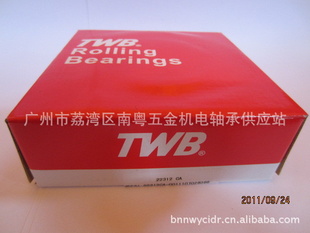 TWB®
Rolling
Bearings
广州市荔湾区南粤五金机电轴承供应站
TWB®
2011/09/24
bnnwycidr.cn.alibaba.com